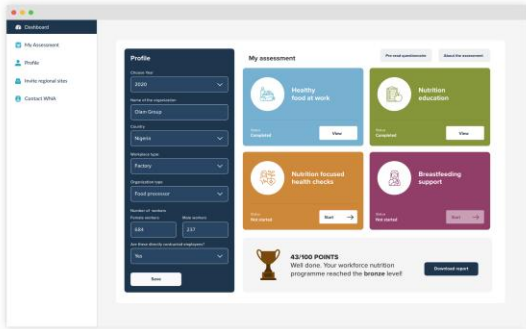 Dashboard
My Assessment
Profile
Invite regional sites
Contact WNA
Profile
Choose Year
2020
Name of the organisation
Olam Group
Country
Nigeria
Workplace type
Factory
Organisation type
Food processor
Number of workers
Female workers
Male workers
684
237
Are these directly contracted employees?
Yes
Save
My assessment
Pre-read questionnaire
About the assessment
Healthy
food at work
Status
Completed
View
Nutrition
education
Status
Completed
View
Nutrition focused
health checks
Status
Not started
Start
Breastfeeding
support
Status
Not started
Start
43/100 POINTS
Well done. Your workforce nutrition
programme reached the bronze level!
Download report